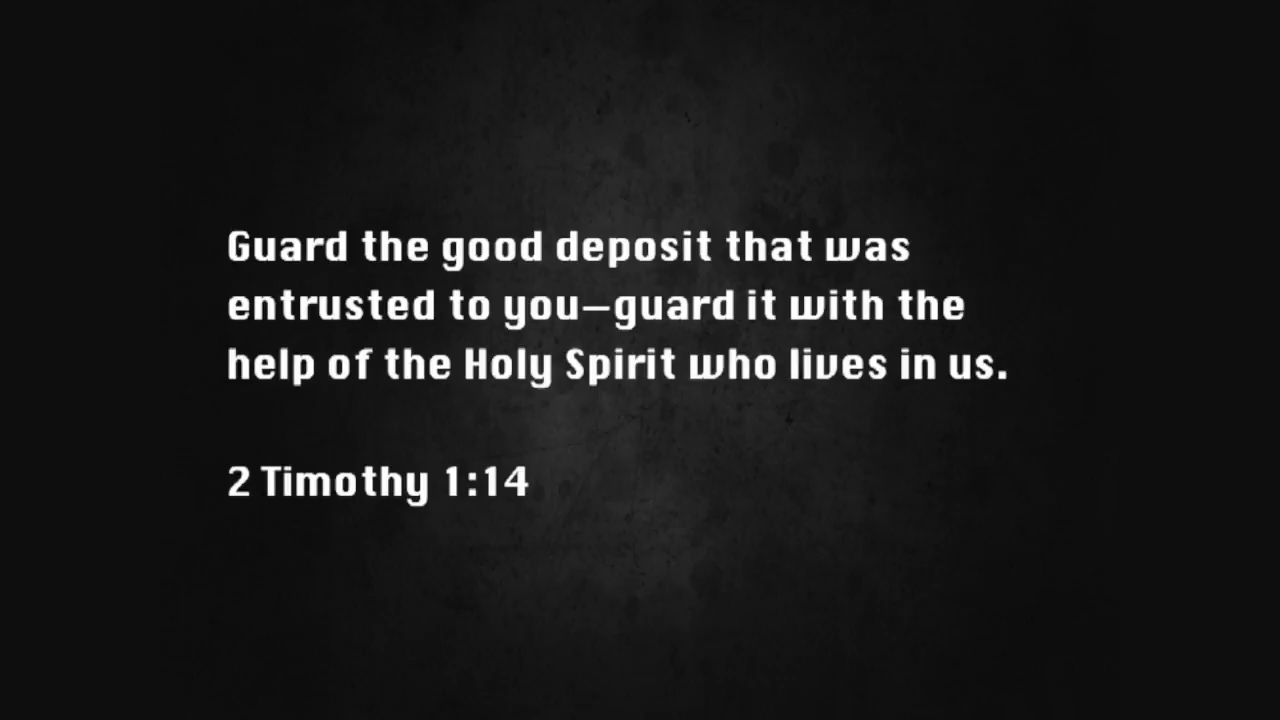 Guard the good deposit that was
entrusted to you—guard it with the
help of the Holy Spirit who lives in us.
2 Timothy 1:14